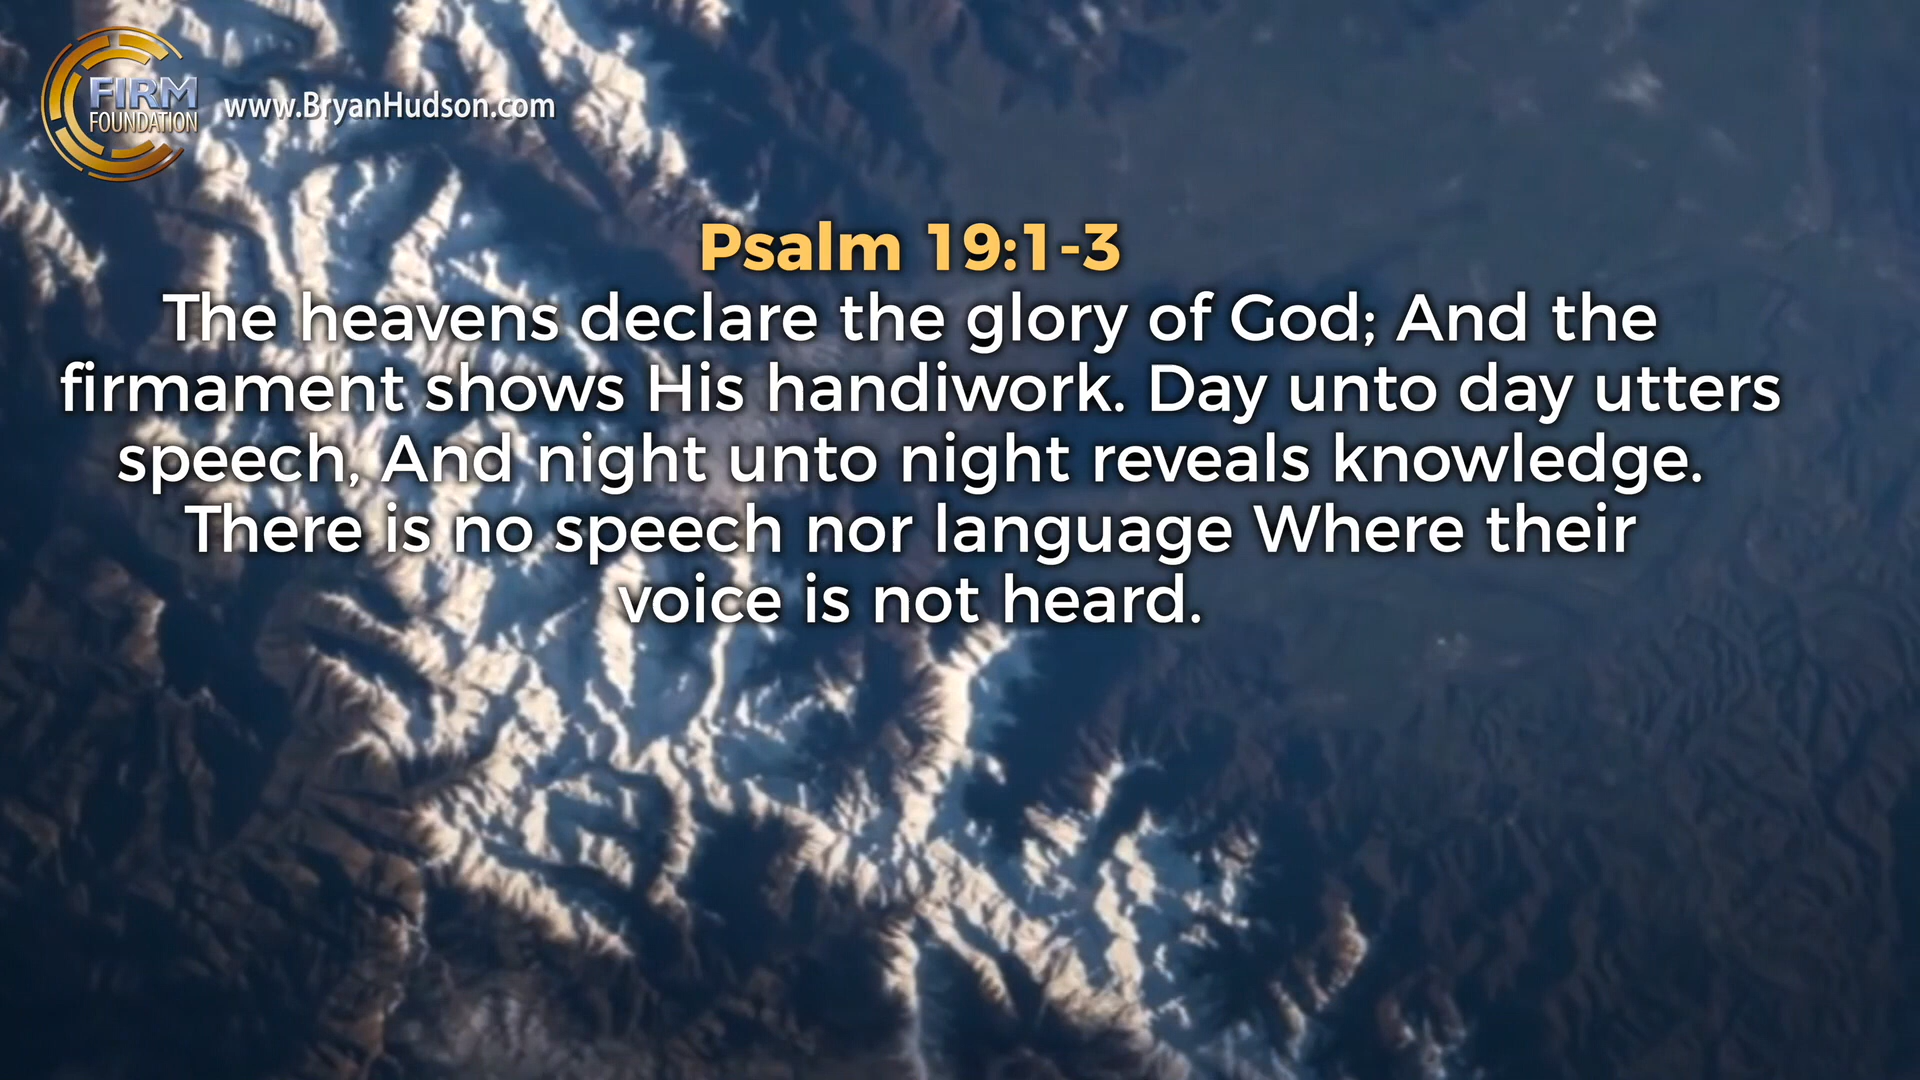 FIRM
FOUNDATION
www.BryanHudson.com
Psalm 19:1-3
The heavens declare the glory of God; And the
firmament shows His handiwork. Day unto day utters
speech, And night unto night reveals knowledge.
There is no speech nor language Where their
voice is not heard.